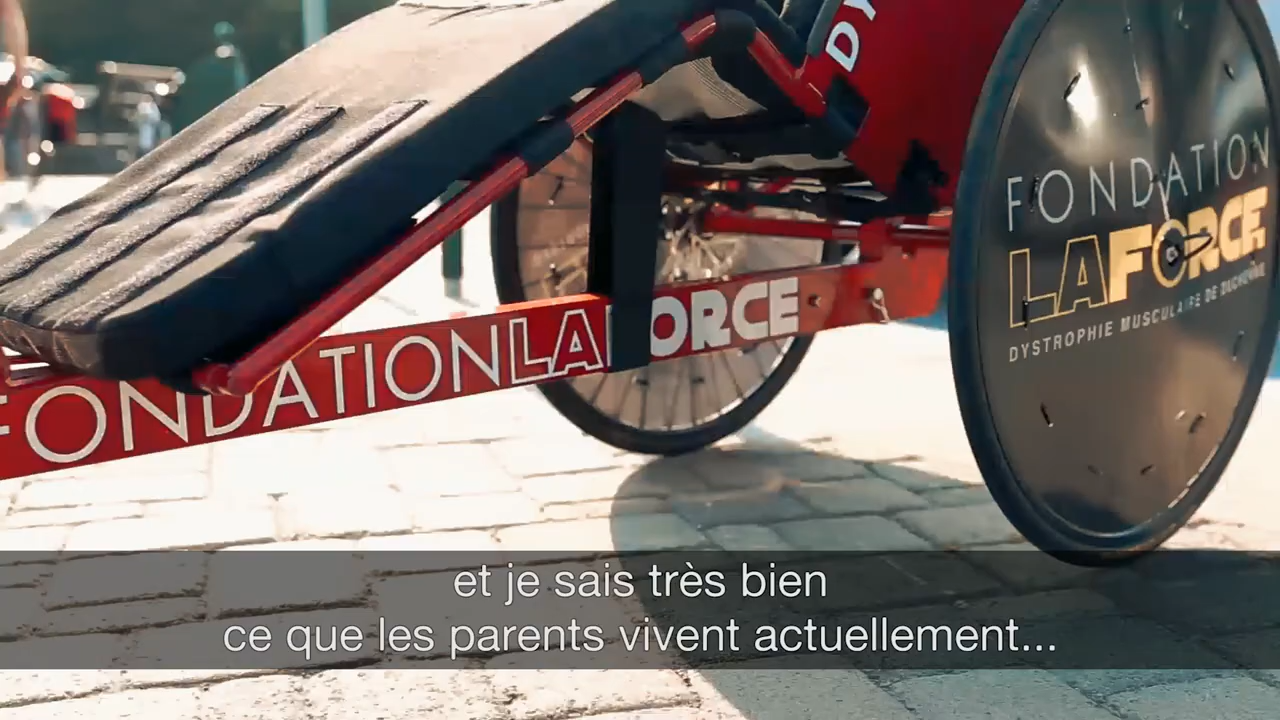 DY
FONDATION
LAFORCE
DYSTROPHIE MUSCULAIRE DE DUCHENNE
FONDATIONLAFORCE
et je sais très bien
ce que les parents vivent actuellement...